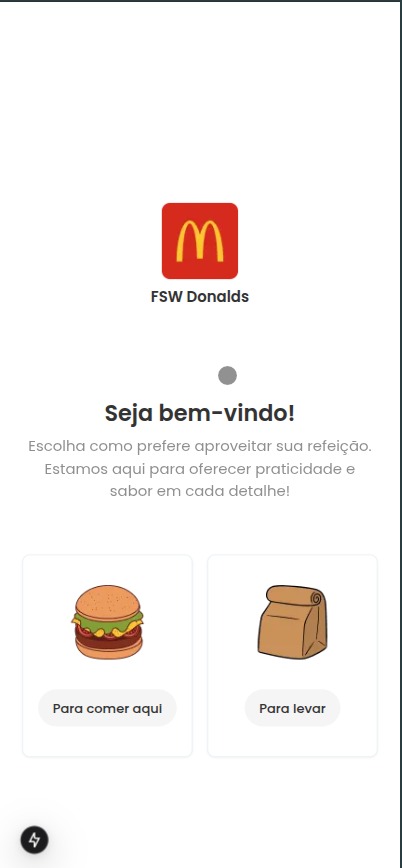 FSW Donalds
Seja bem-vindo!
Escolha como prefere aproveitar sua refeição.
Estamos aqui para oferecer praticidade e
sabor em cada detalhe!
Para comer aqui
Para levar